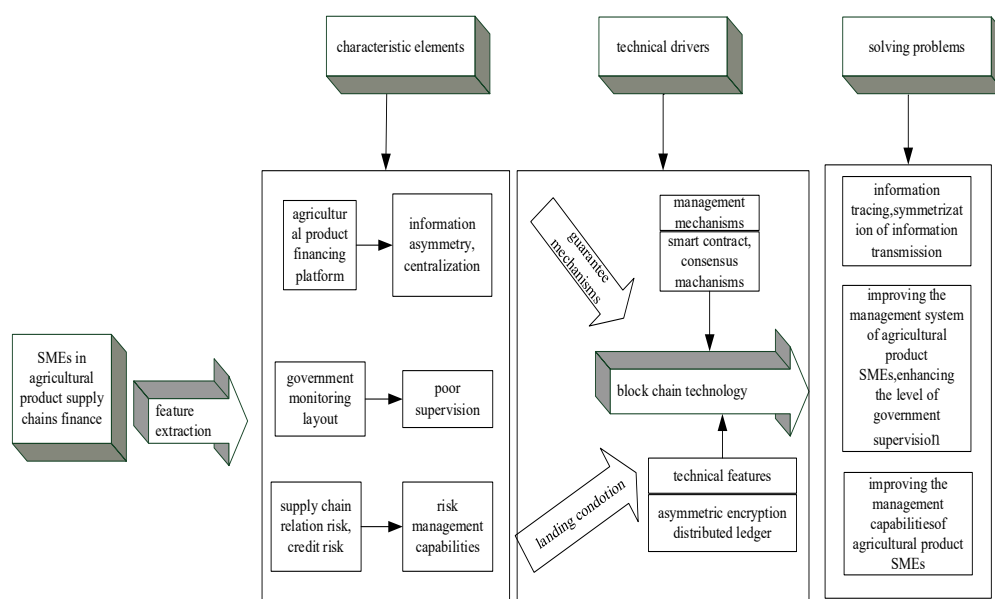 characteristic elements
technical drivers
solving problems
SMEs in
agricultural
product supply
chains finance
feature
extraction
agricultur
al product
financing
platform
information
asymmetry,
centralization
government
monitoring
layout
poor
supervision
supply chain
relation risk,
credit risk
risk
management
capabilities
guarantee
mechanisms
management
mechanisms
smart contract,
consensus
machanisms
block chain technology
landing condotion
technical features
asymmetric encryption
distributed ledger
information
tracing,symmetrizat
ion of information
transmission
improving the
management system
of agricultural
product
SMEs,enhancing
the level of
government
supervision
improving the
management
capabilitiesof
agricultural product
SMEs